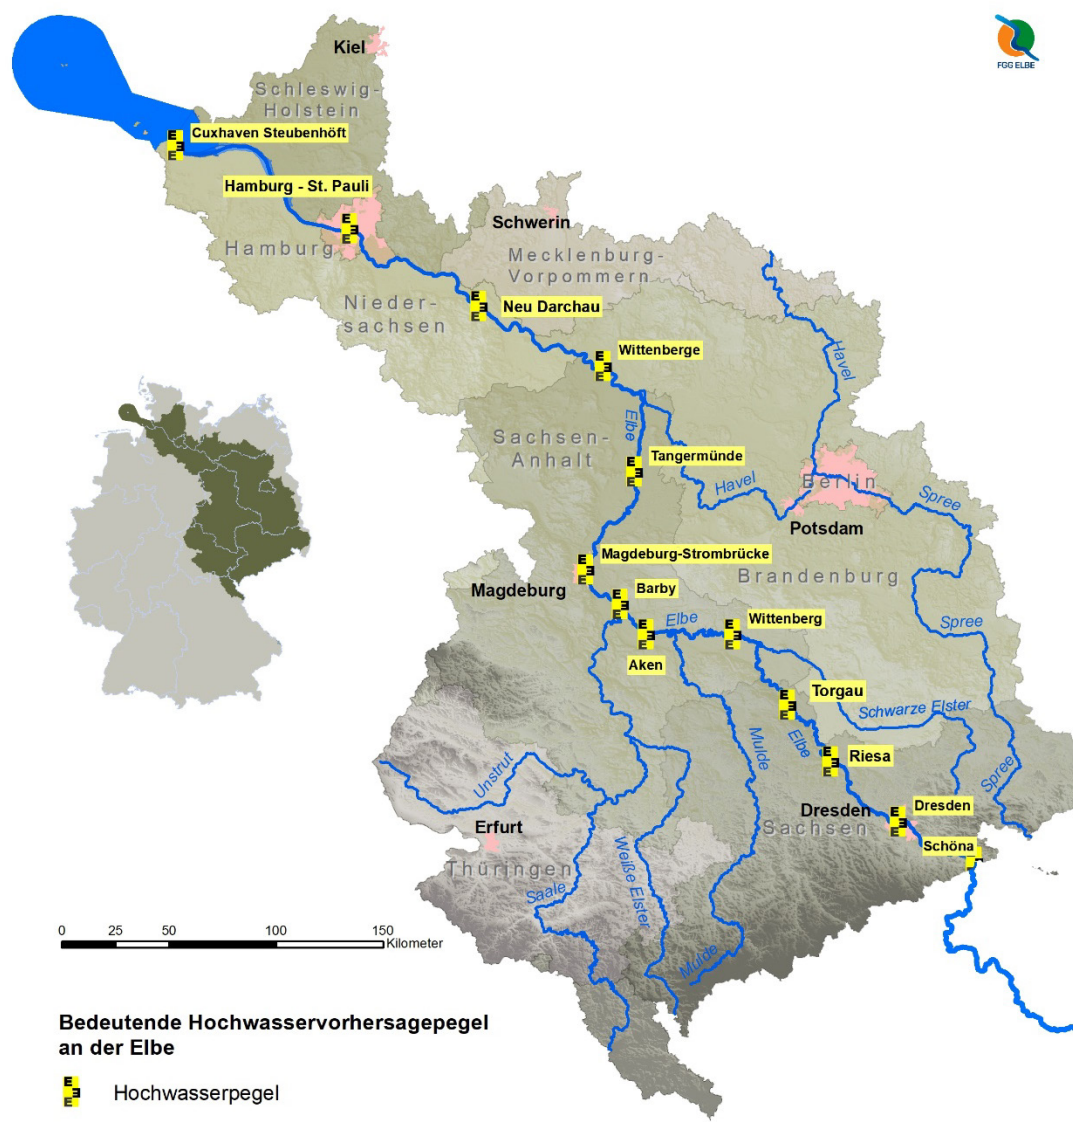 Kiel
FGG ELBE
Schleswig-
Holstein
Cuxhaven Steubenhöft
Hamburg - St. Pauli
Schwerin
Hamburg
Mecklenburg-
Vorpommern
Nieder-
sachsen
Neu Darchau
Wittenberge
Havel
Elbe
Sachsen-
Anhalt
Tangermünde
Havel
Berlin
Spree
Potsdam
Magdeburg-Strombrücke
Magdeburg
Brandenburg
Barby
Elbe
Wittenberg
Spree
Aken
Torgau
Schwarze Elster
Mulde
Elbe
Riesa
Spree
Unstrut
Dresden
Dresden
Sachsen
Erfurt
Schöna
Thüringen
Weiße Elster
Saale
Mulde
0 25 50 100 150
Kilometer
Bedeutende Hochwasservorhersagepegel
an der Elbe
Hochwasserpegel